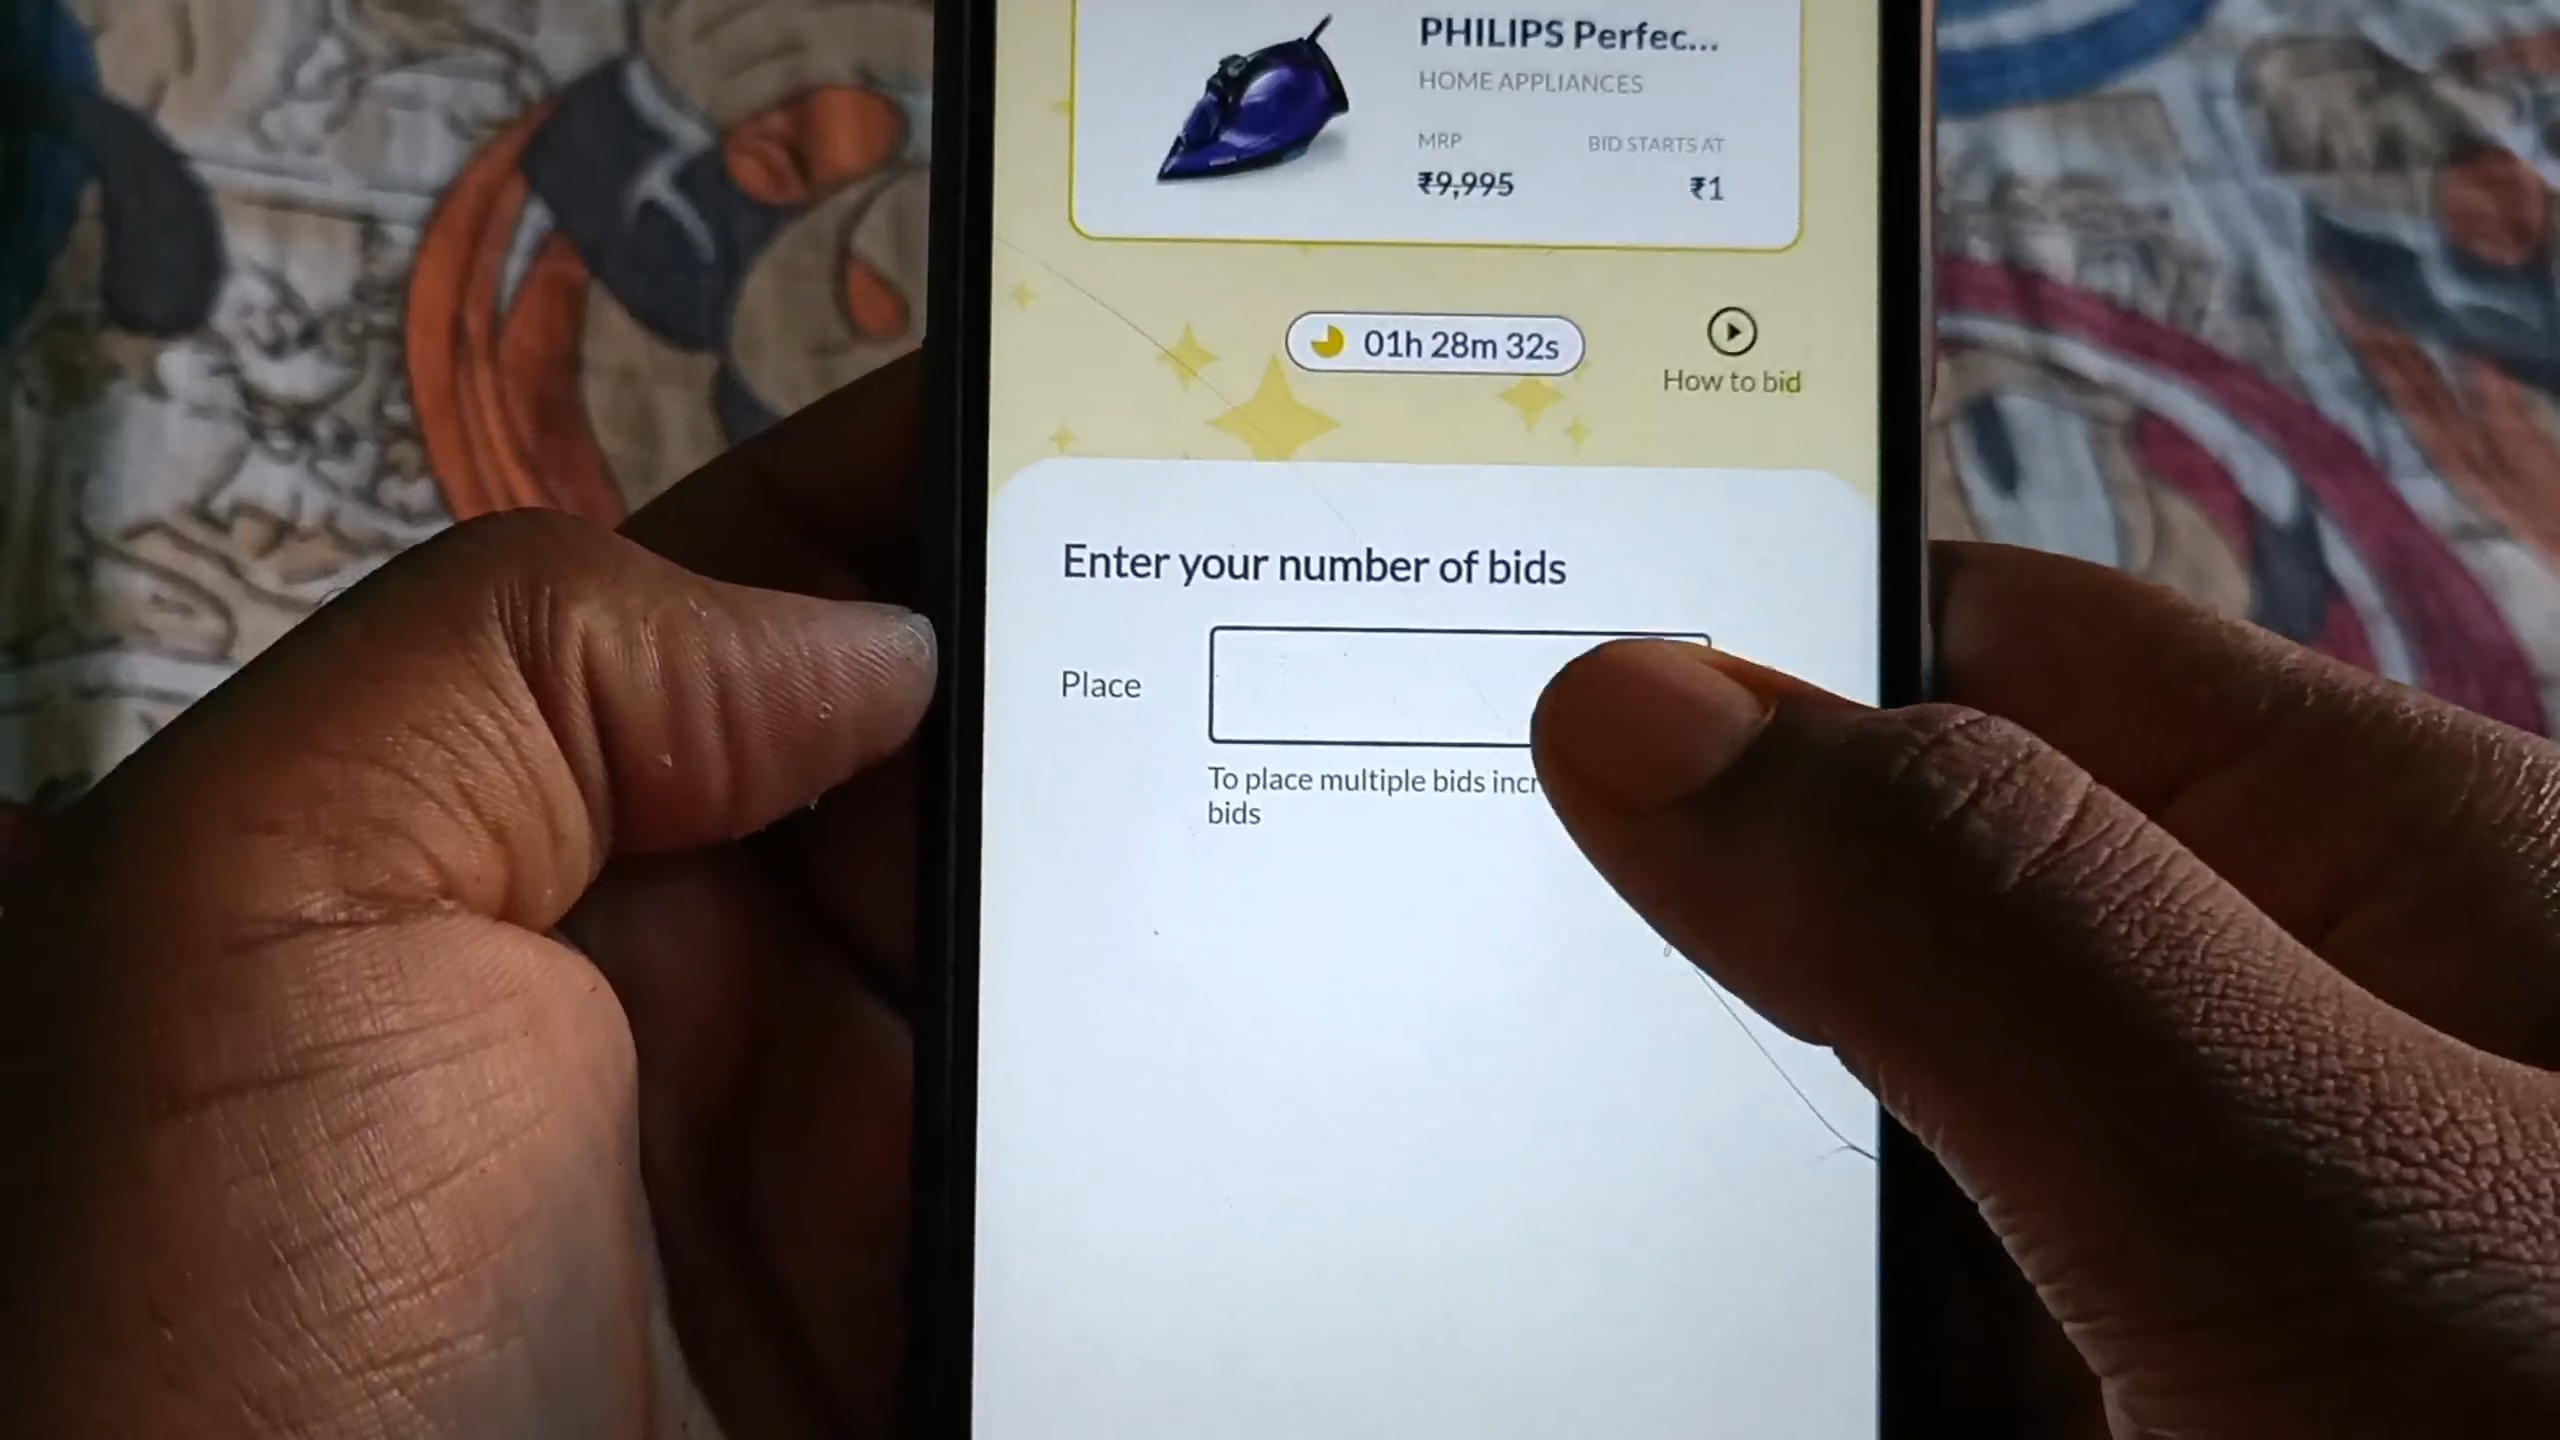 PHILIPS Perfec...
HOME APPLIANCES
MRP
BID STARTS AT
₹9,995
₹1
01h 28m 32s
How to bid
Enter your number of bids
Place
To place multiple bids
bids